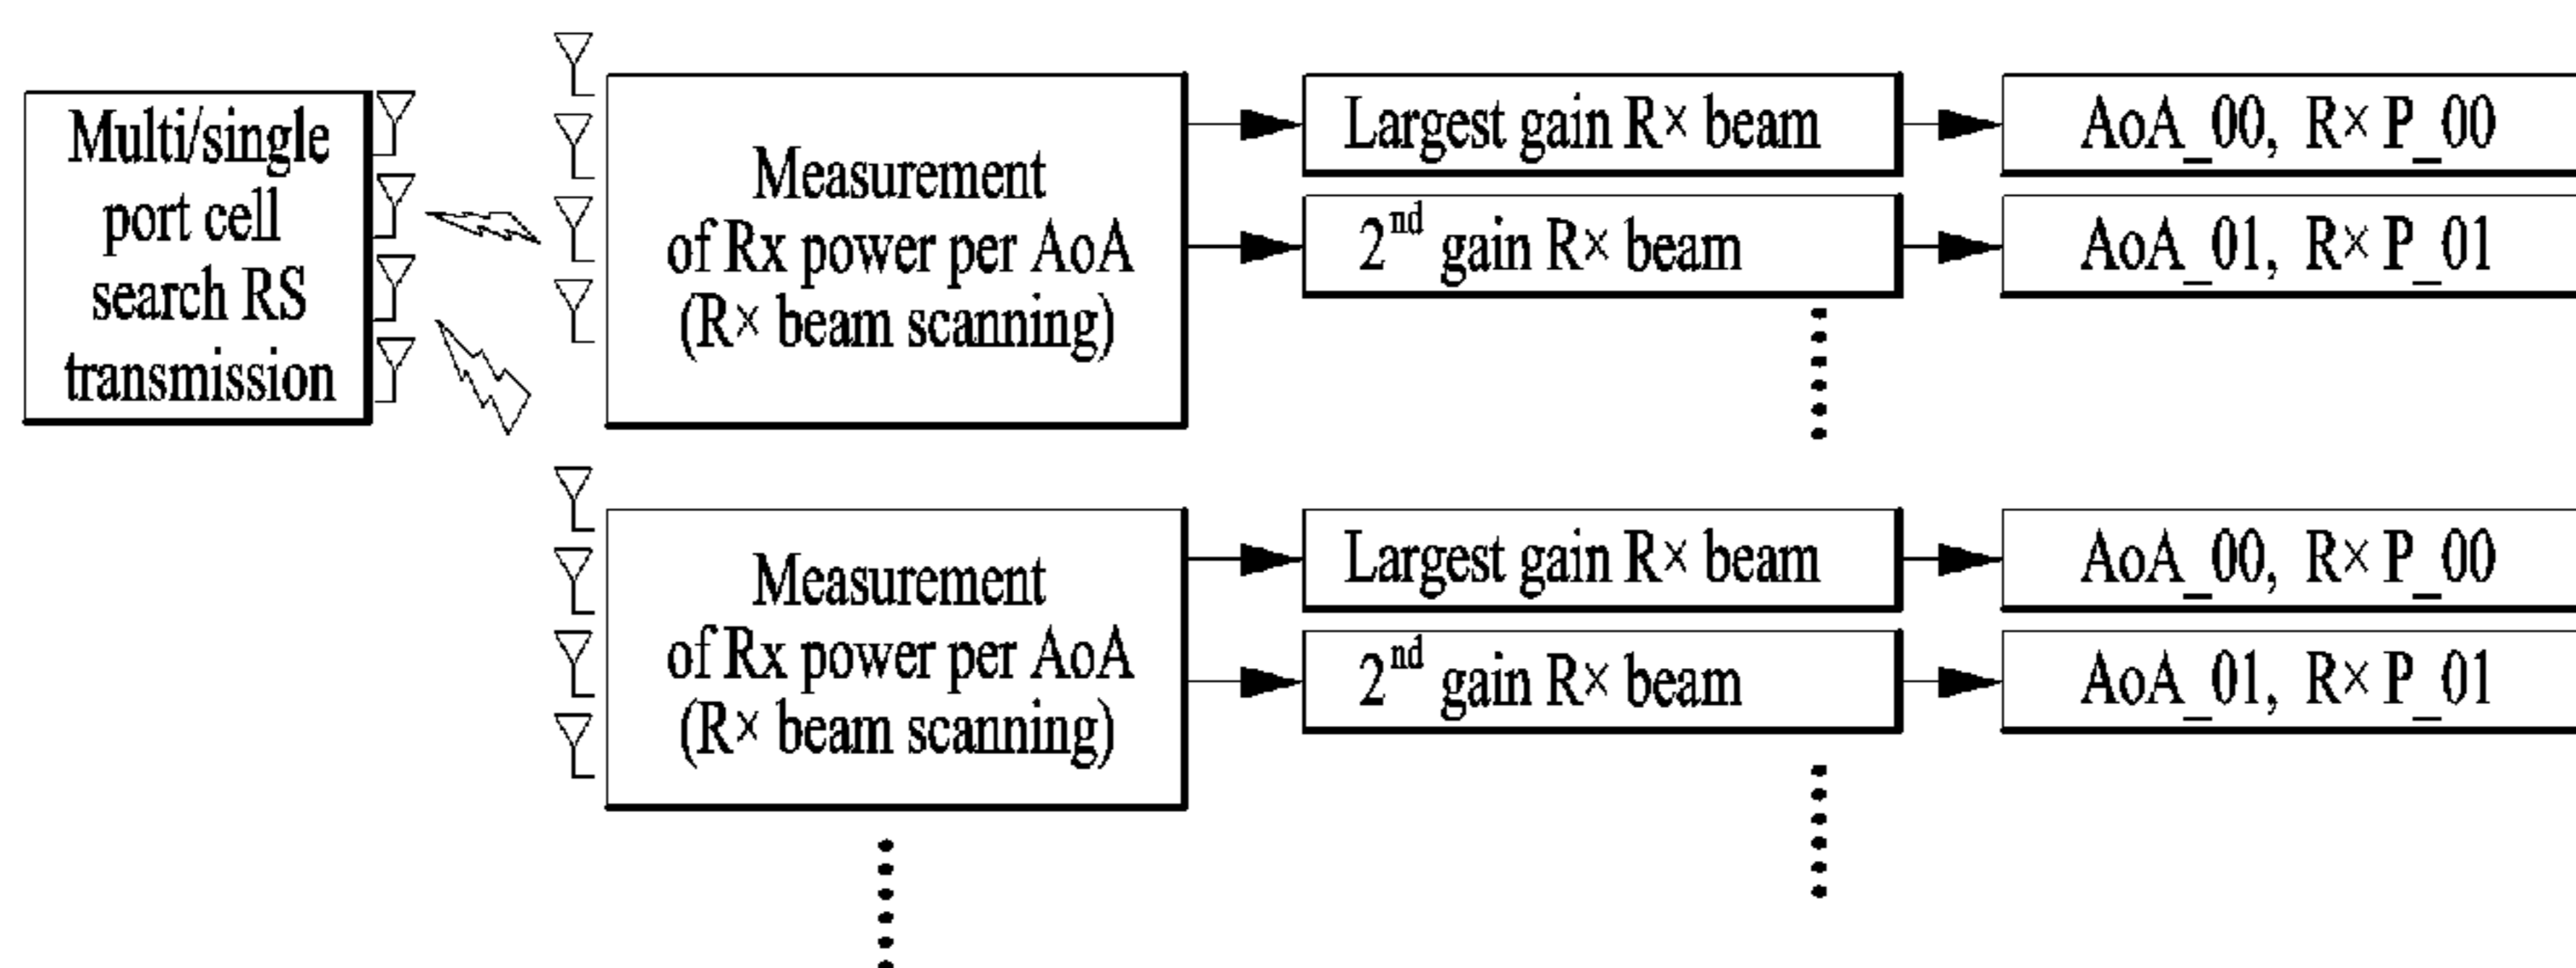 Multi/single
port cell
search RS
transmission
Measurement
of Rx power per AoA
(R× beam scanning)
Largest gain R× beam
AoA_00, R× P_00
2nd gain R× beam
AoA_01, R× P_01
Measurement
of Rx power per AoA
(R× beam scanning)
Largest gain R× beam
AoA_00, R× P_00
2nd gain R× beam
AoA_01, R× P_01